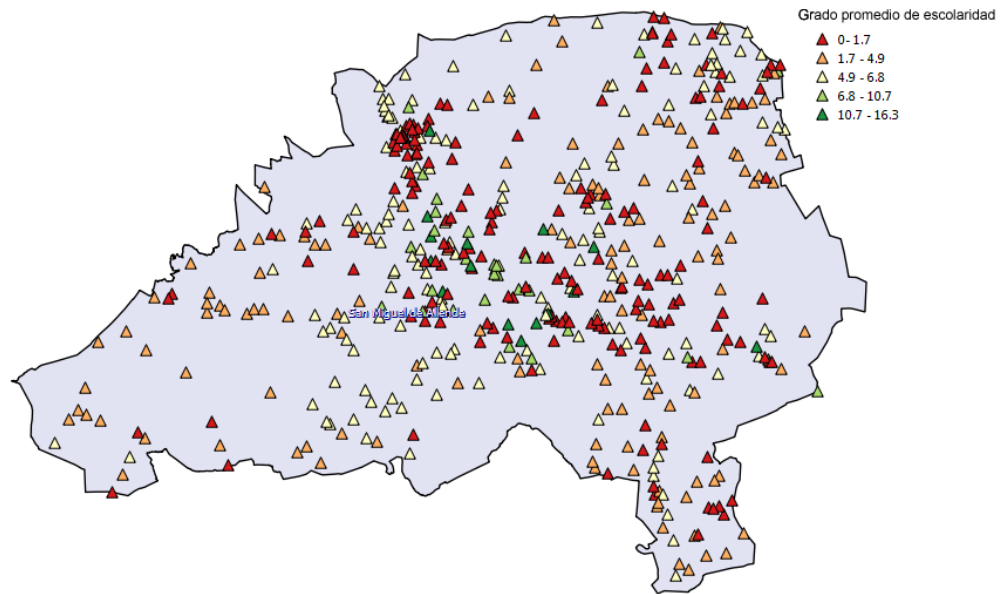 Grado promedio de escolaridad
0- 1.7
1.7 - 4.9
4.9 - 6.8
6.8 - 10.7
10.7 - 16.3
San Miguel de Allende